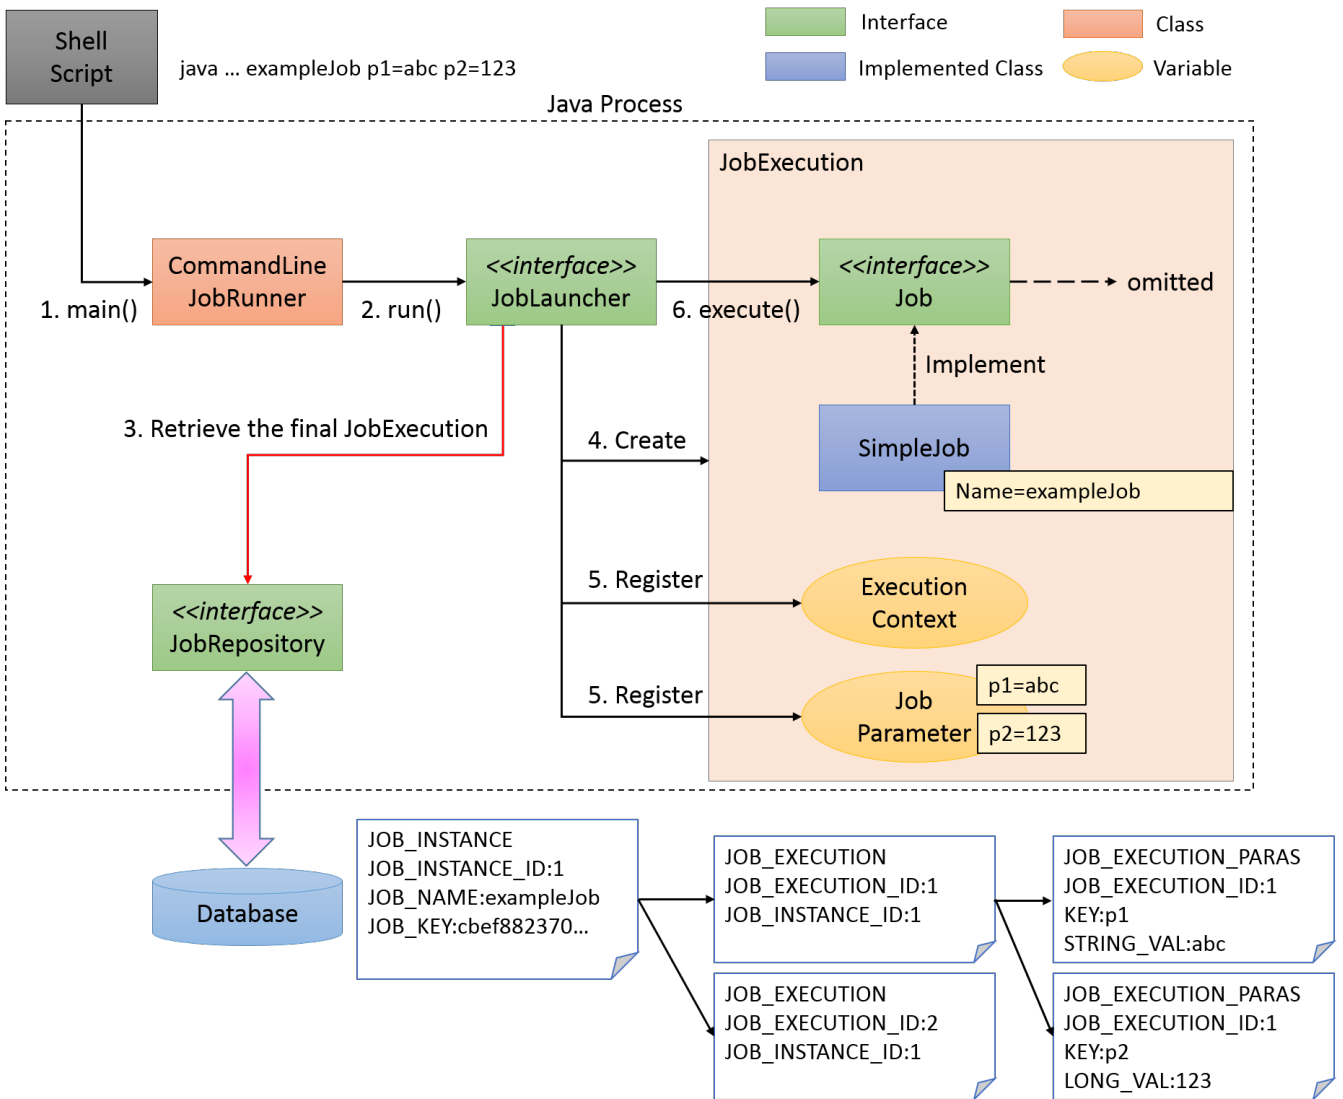 Shell
Script
java ... exampleJob p1=abc p2=123
Interface
Class
Implemented Class
Variable
Java Process
JobExecution
CommandLine
JobRunner
<<interface>>
JobLauncher
<<interface>>
Job
omitted
1. main()
2. run()
6. execute()
Implement
3. Retrieve the final JobExecution
4. Create
SimpleJob
Name=exampleJob
5. Register
Execution
Context
<<interface>>
JobRepository
5. Register
Job
Parameter
p1=abc
p2=123
Database
JOB_INSTANCE
JOB_INSTANCE_ID:1
JOB_NAME:exampleJob
JOB_KEY:cbef882370...
JOB_EXECUTION
JOB_EXECUTION_ID:1
JOB_INSTANCE_ID:1
JOB_EXECUTION_PARAS
JOB_EXECUTION_ID:1
KEY:p1
STRING_VAL:abc
JOB_EXECUTION
JOB_EXECUTION_ID:2
JOB_INSTANCE_ID:1
JOB_EXECUTION_PARAS
JOB_EXECUTION_ID:1
KEY:p2
LONG_VAL:123